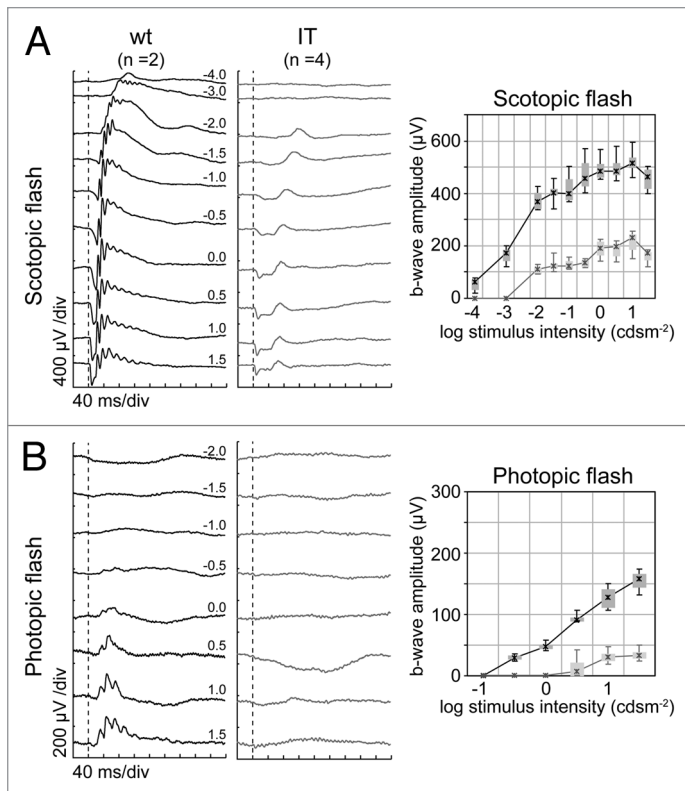 A
wt
(n =2)
IT
(n =4)
-4.0
-3.0
-2.0
-1.5
-1.0
-0.5
0.0
0.5
1.0
1.5
Scotopic flash
400 µV /div
40 ms/div
Scotopic flash
b-wave amplitude (µV)
600
400
200
0
-4 -3 -2 -1 0 1
log stimulus intensity (cdsm-2)
B
-2.0
-1.5
-1.0
-0.5
0.0
0.5
1.0
1.5
Photopic flash
200 µV /div
40 ms/div
Photopic flash
b-wave amplitude (µV)
300
200
100
0
-1 0 1
log stimulus intensity (cdsm-2)